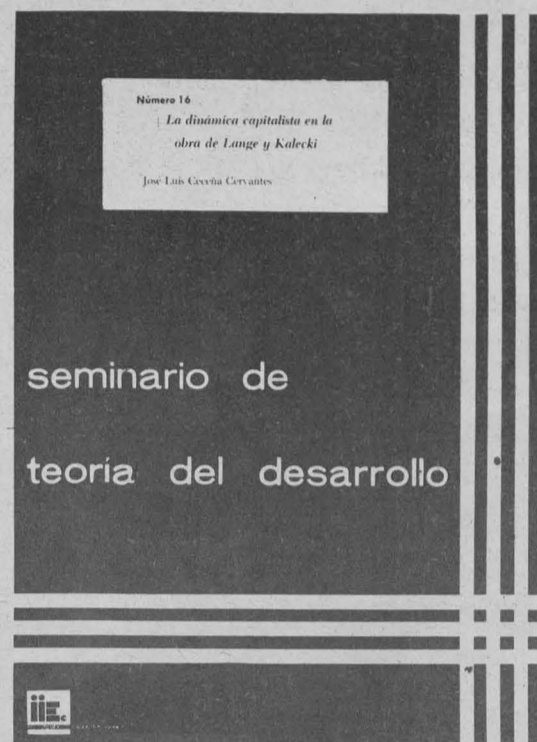 Número 16
La dinámica capitalista en la
obra de Lange y Kalecki
José Luis Ceceña Cervantes
seminario de
teoría del desarrollo
iiEc